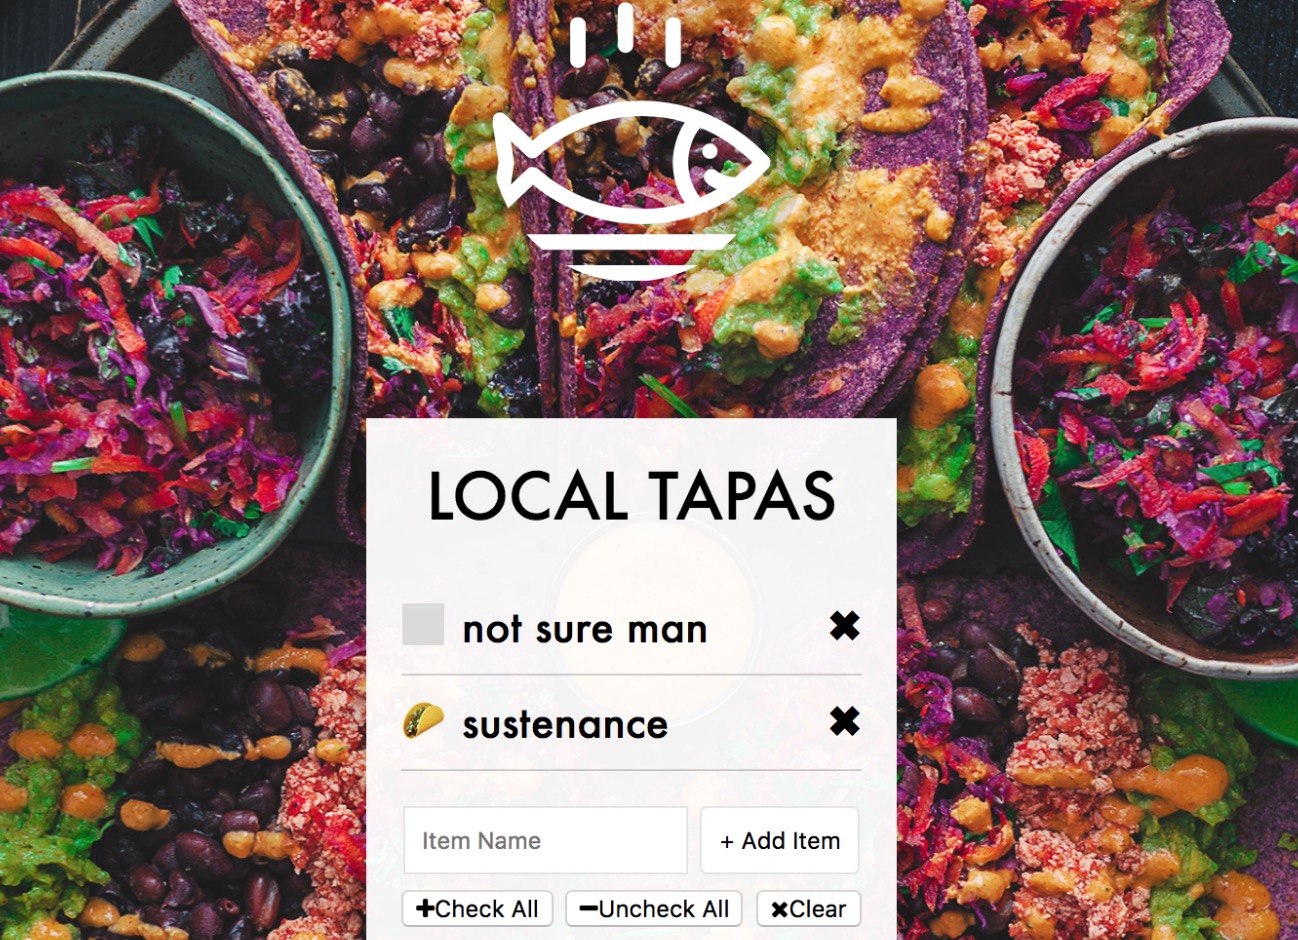 LOCAL TAPAS
not sure man ✖
sustenance ✖
Item Name
+ Add Item
+Check All
−Uncheck All
×Clear